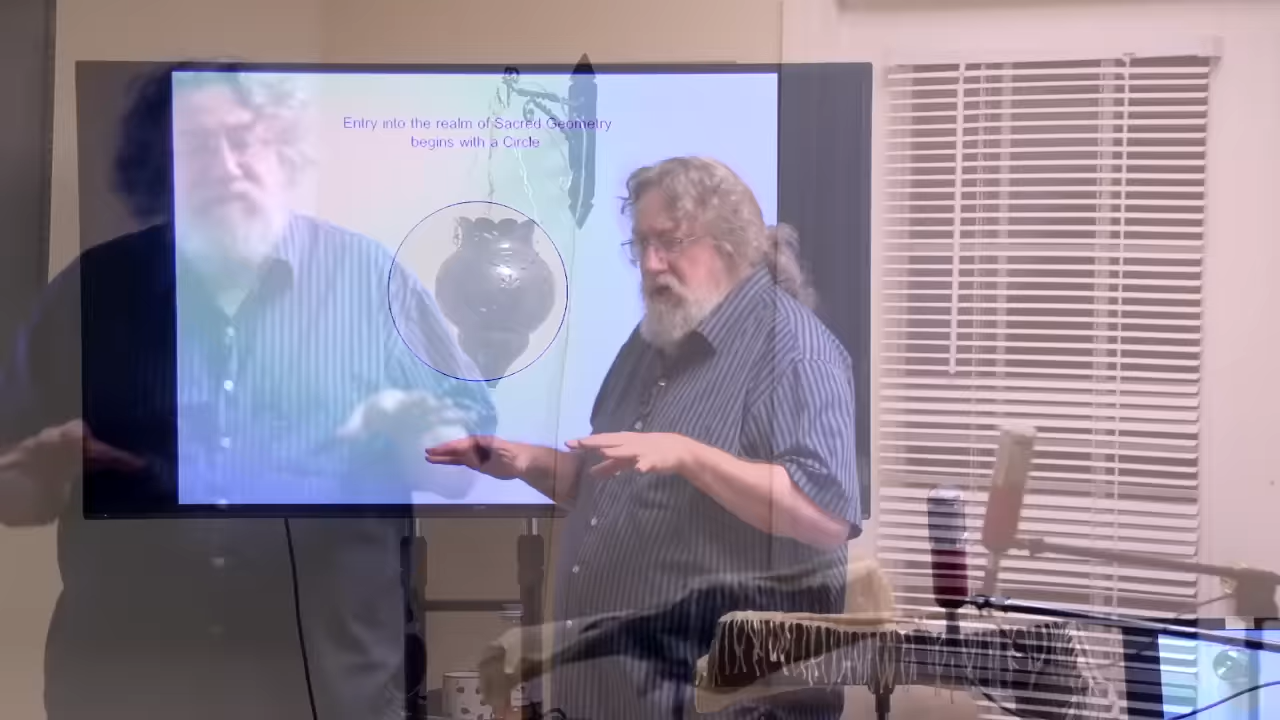 Entry into the realm of Sacred Geometry
begins with a Circle